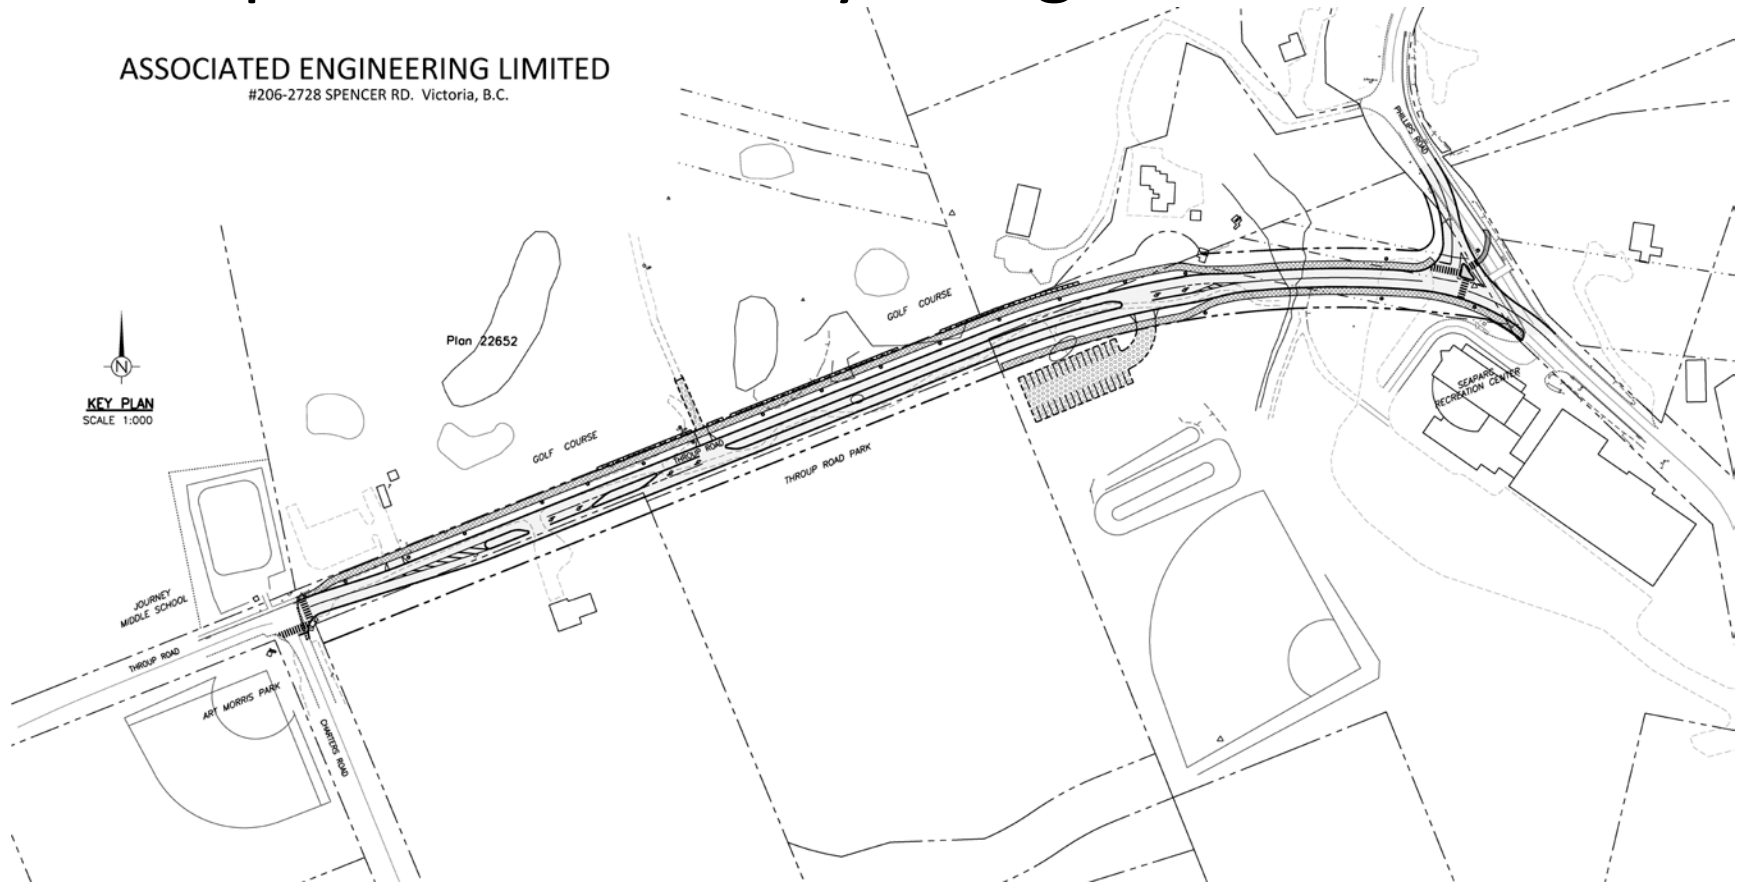 ASSOCIATED ENGINEERING LIMITED
#206-2728 SPENCER RD. Victoria, B.C.
PHILLIPS ROAD
GOLF COURSE
Plan 22652
N
KEY PLAN
SCALE 1:000
SEAPARC
RECREATION CENTER
GOLF COURSE
THROUP ROAD
THROUP ROAD PARK
JOURNEY
MIDDLE SCHOOL
THROUP ROAD
ART MORRIS PARK
CHARTERS ROAD